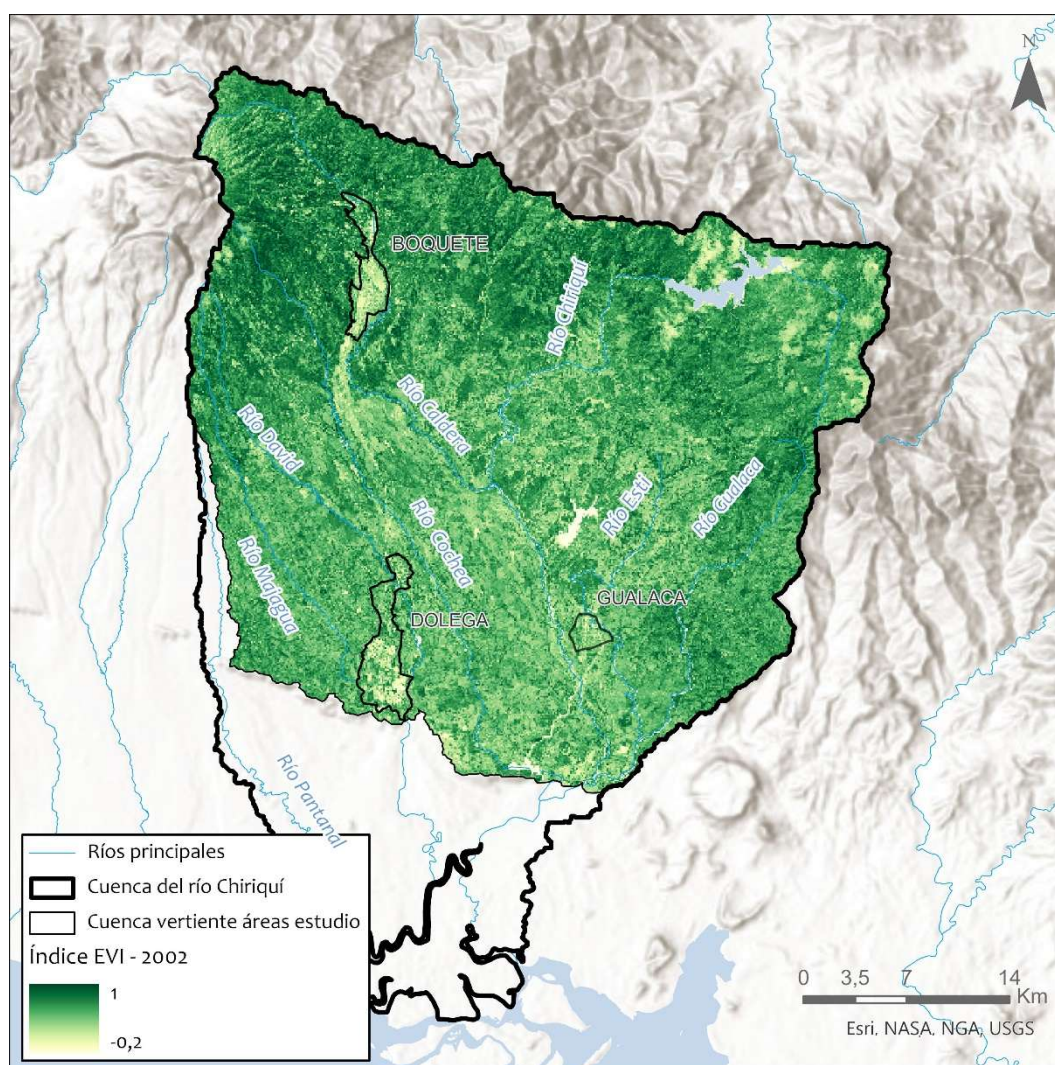 N
BOQUETE
Río Chiriquí
Río Caldera
Río David
Río Estí
Río Gualaca
Río Cochea
Río Majagua
GUALACA
DOLEGA
Río Pantanal
Ríos principales
Cuenca del río Chiriquí
Cuenca vertiente áreas estudio
Índice EVI - 2002
1
-0,2
0 3,5 7 14
Km
Esri, NASA, NGA, USGS